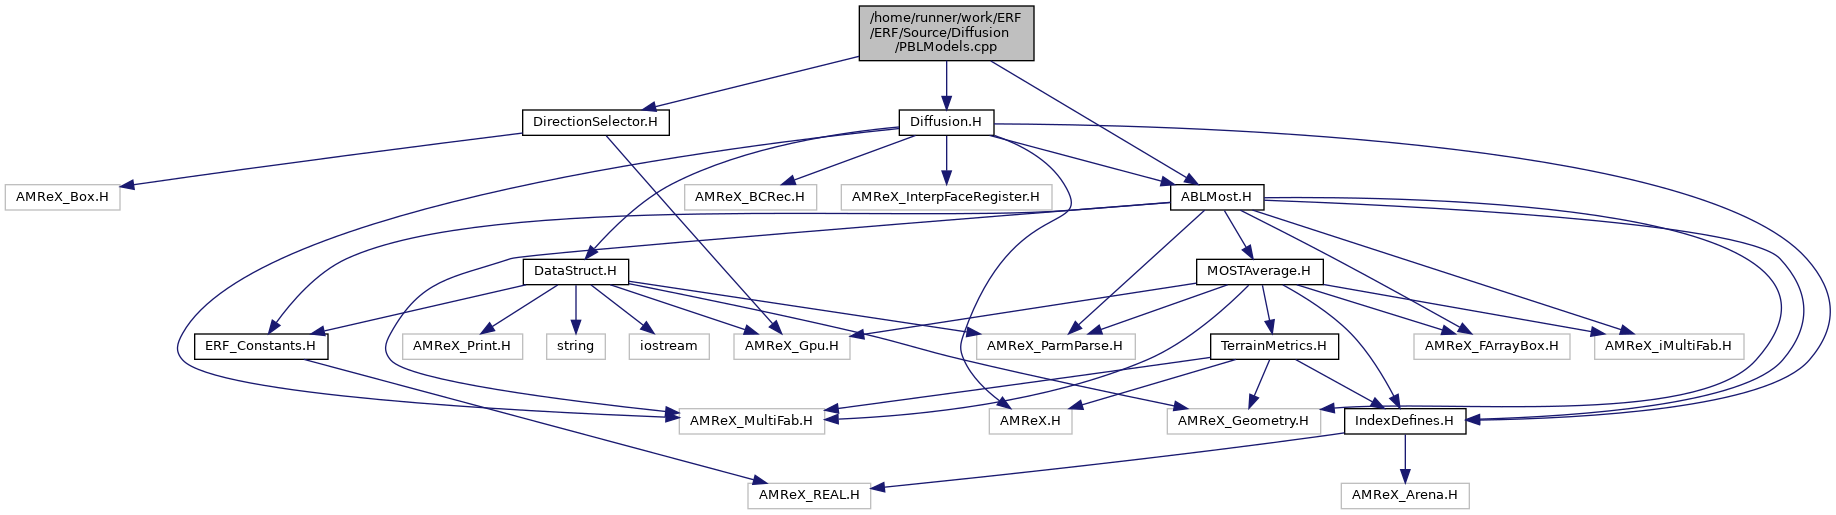 /home/runner/work/ERF
/ERF/Source/Diffusion
/PBLModels.cpp
DirectionSelector.H
Diffusion.H
AMReX_Box.H
AMReX_BCRec.H
AMReX_InterpFaceRegister.H
ABLMost.H
DataStruct.H
MOSTAverage.H
ERF_Constants.H
AMReX_Print.H
string
iostream
AMReX_Gpu.H
AMReX_ParmParse.H
TerrainMetrics.H
AMReX_FArrayBox.H
AMReX_iMultiFab.H
AMReX_MultiFab.H
AMReX.H
AMReX_Geometry.H
IndexDefines.H
AMReX_REAL.H
AMReX_Arena.H